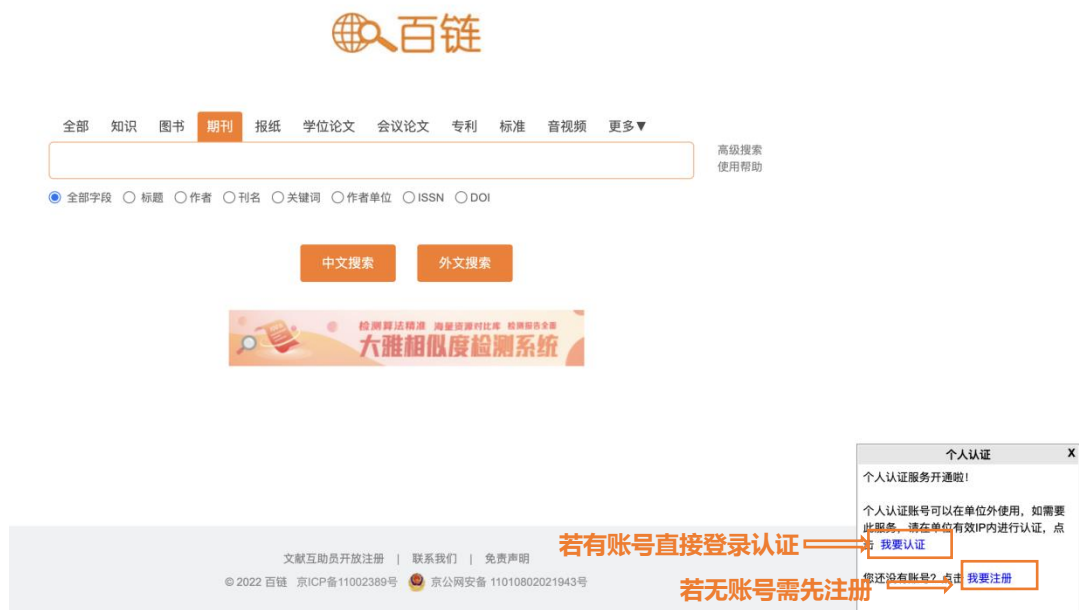 百链
全部 知识 图书 期刊 报纸 学位论文 会议论文 专利 标准 音视频 更多▼
高级搜索
使用帮助
全部字段 标题 作者 刊名 关键词 作者单位 ISSN DOI
中文搜索 外文搜索
检测算法精准 海量资源对比库 检测报告全面
大雅相似度检测系统
个人认证 X
个人认证服务开通啦!
个人认证账号可以在单位外使用，如需要
此服务，请在单位有效IP内进行认证，点
击 我要认证
您还没有账号？点击 我要注册
若有账号直接登录认证
若无账号需先注册
文献互助员开放注册 | 联系我们 | 免责声明
© 2022 百链 京ICP备11002389号 京公网安备 11010802021943号